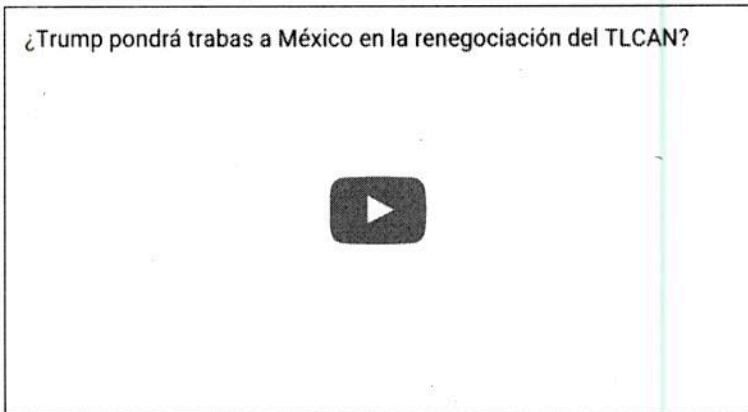 ¿Trump pondrá trabas a México en la renegociación del TLCAN?